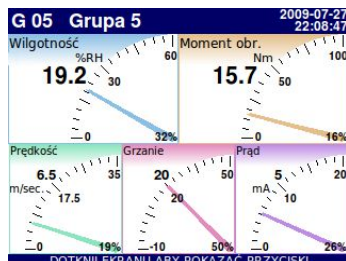 G 05 Grupa 5
2009-07-27
22:08:47
Wilgotność
%RH
60
19.2
30
0
32%
Moment obr.
Nm
100
15.7
50
0
16%
Prędkość
6.5
35
m/sec.
17.5
0
19%
Grzanie
20
50
20
-10
50%
Prąd
5
20
mA
10
0
26%
DOTKNIJ EKRANU ABY POKAZAĆ PRZYCISKI